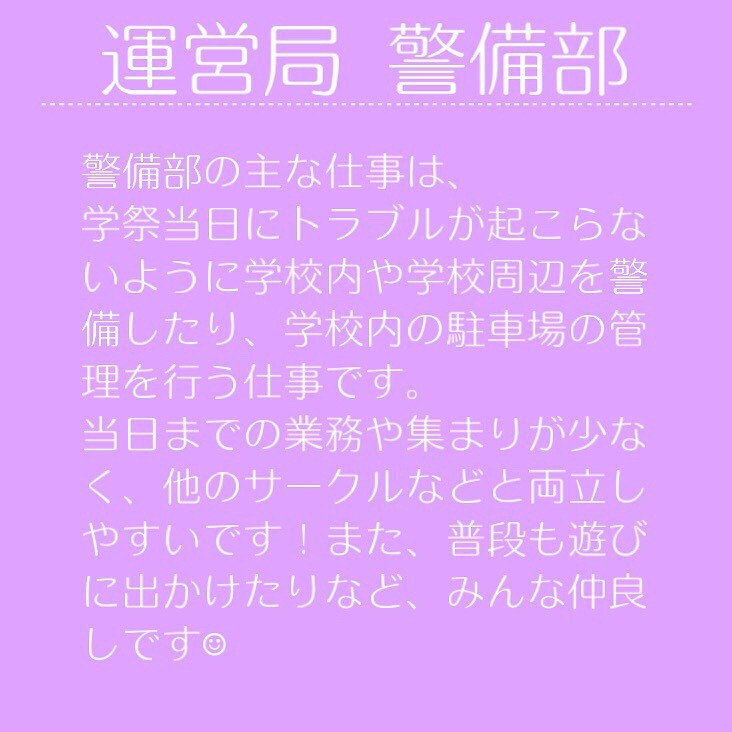 運営局 警備部
警備部の主な仕事は、
学祭当日にトラブルが起こらな
いように学校内や学校周辺を警
備したり、学校内の駐車場の管
理を行う仕事です。
当日までの業務や集まりが少な
く、他のサークルなどと両立し
やすいです！また、普段も遊び
に出かけたりなど、みんな仲良
しです☺